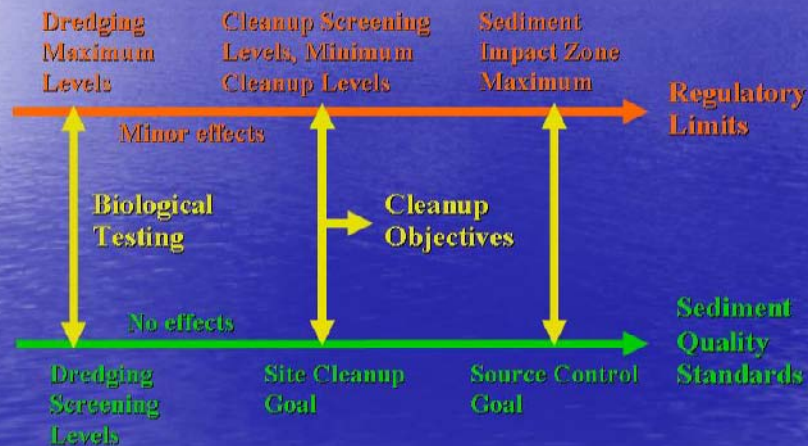 Dredging
Maximum
Levels
Cleanup Screening
Levels, Minimum
Cleanup Levels
Sediment
Impact Zone
Maximum
Regulatory
Limits
Minor effects
Biological
Testing
Cleanup
Objectives
No effects
Sediment
Quality
Standards
Dredging
Screening
Levels
Site Cleanup
Goal
Source Control
Goal